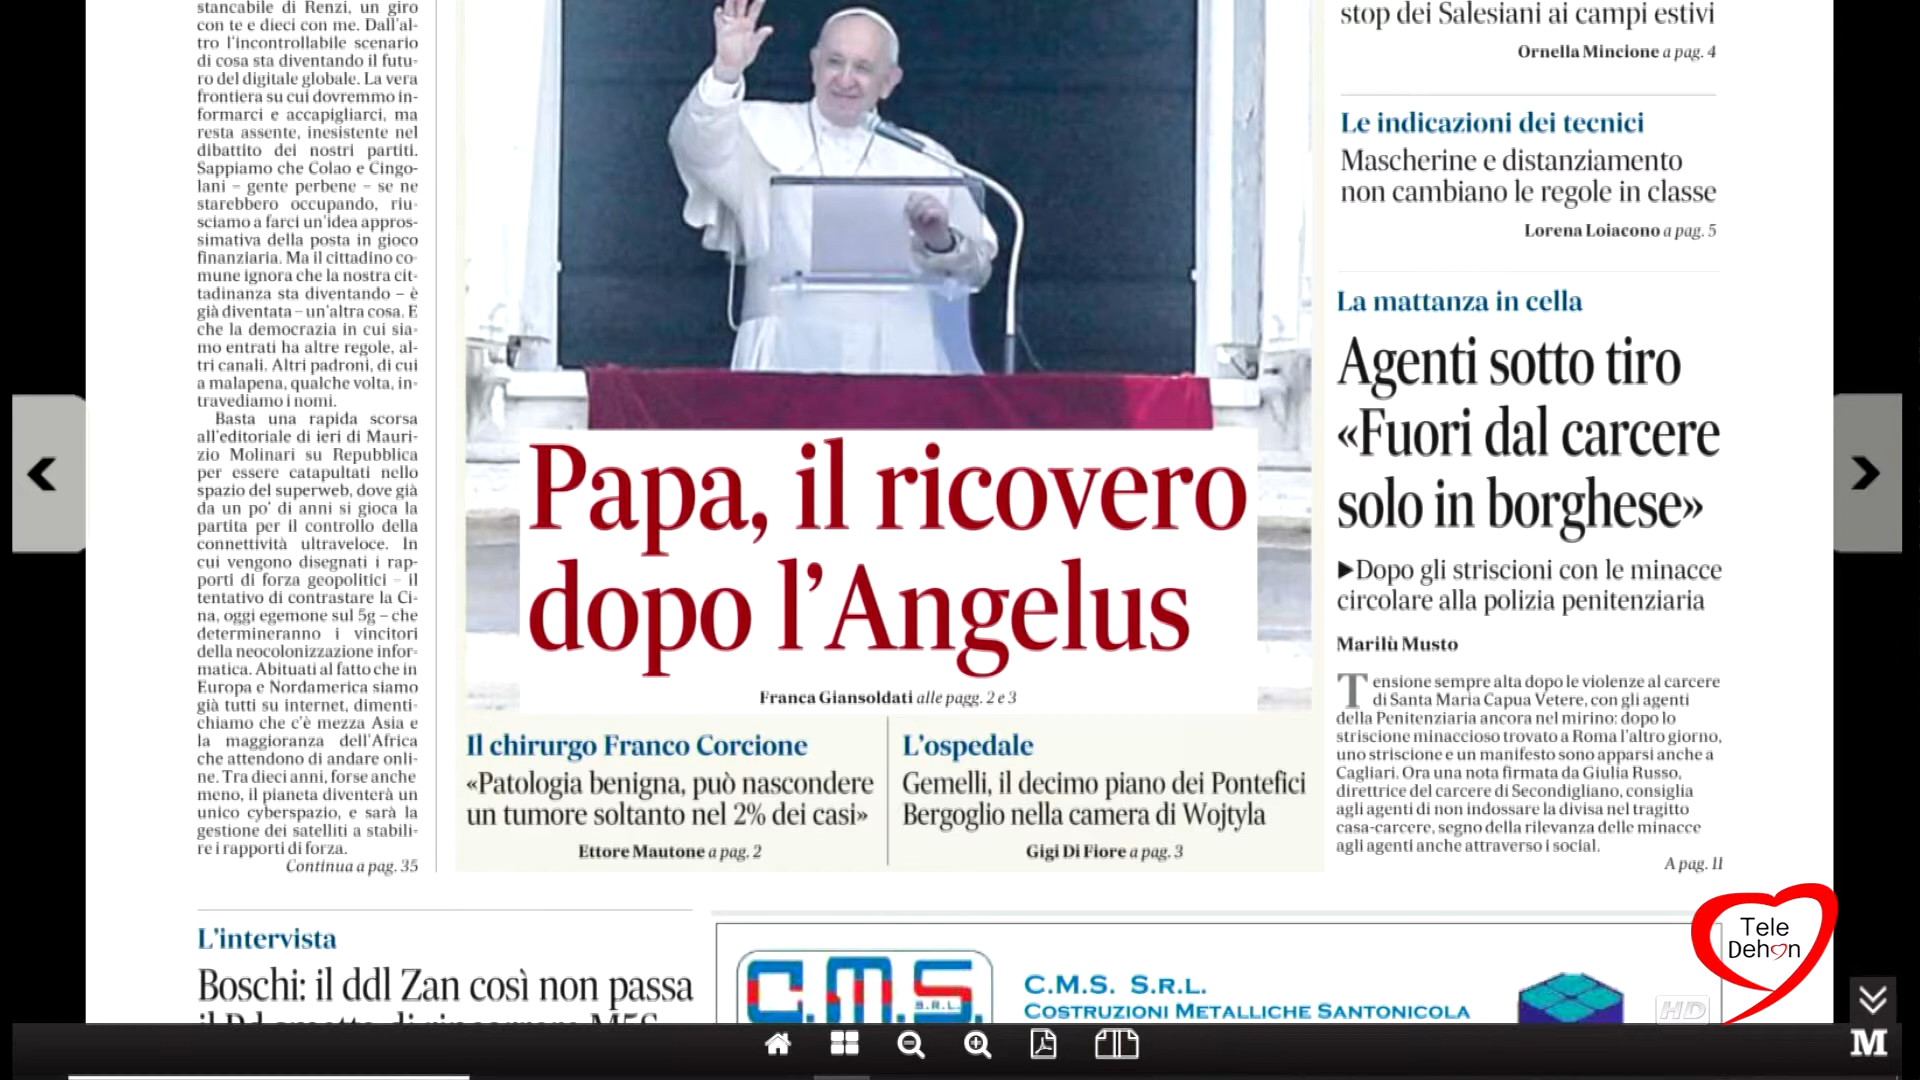 stancabile di Renzi, un giro
con te e dieci con me. Dall'al-
tro l'incontrollabile scenario
di cosa sta diventando il futu-
ro del digitale globale. La vera
frontiera su cui dovremmo in-
formarci e accapigliarci, ma
resta assente, inesistente nel
dibattito dei nostri partiti.
Sappiamo che Colao e Cingo-
lani – gente perbene – se ne
starebbero occupando, riu-
sciamo a farci un'idea appros-
simativa della posta in gioco
finanziaria. Ma il cittadino co-
mune ignora che la nostra cit-
tadinanza sta diventando – è
già diventata – un'altra cosa. E
che la democrazia in cui sia-
mo entrati ha altre regole, al-
tri canali. Altri padroni, di cui
a malapena, qualche volta, in-
travediamo i nomi.
Basta una rapida scorsa
all'editoriale di ieri di Mauri-
zio Molinari su Repubblica
per essere catapultati nello
spazio del superweb, dove già
da un po' di anni si gioca la
partita per il controllo della
connettività ultraveloce. In
cui vengono disegnati i rap-
porti di forza geopolitici – il
tentativo di contrastare la Ci-
na, oggi egemone sul 5g – che
determineranno i vincitori
della neocolonizzazione infor-
matica. Abituati al fatto che in
Europa e Nordamerica siamo
già tutti su internet, dimenti-
chiamo che c'è mezza Asia e
la maggioranza dell'Africa
che attendono di andare onli-
ne. Tra dieci anni, forse anche
meno, il pianeta diventerà un
unico cyberspazio, e sarà la
gestione dei satelliti a stabili-
re i rapporti di forza.
Continua a pag. 35
Papa, il ricovero
dopo l'Angelus
Franca Giansoldati alle pagg. 2 e 3
Il chirurgo Franco Corcione
«Patologia benigna, può nascondere
un tumore soltanto nel 2% dei casi»
Ettore Mautone a pag. 2
L'ospedale
Gemelli, il decimo piano dei Pontefici
Bergoglio nella camera di Wojtyla
Gigi Di Fiore a pag. 3
stop dei Salesiani ai campi estivi
Ornella Mincione a pag. 4
Le indicazioni dei tecnici
Mascherine e distanziamento
non cambiano le regole in classe
Lorena Loiacono a pag. 5
La mattanza in cella
Agenti sotto tiro
«Fuori dal carcere
solo in borghese»
►Dopo gli striscioni con le minacce
circolare alla polizia penitenziaria
Marilù Musto
Tensione sempre alta dopo le violenze al carcere
di Santa Maria Capua Vetere, con gli agenti
della Penitenziaria ancora nel mirino: dopo lo
striscione minaccioso trovato a Roma l'altro giorno,
uno striscione e un manifesto sono apparsi anche a
Cagliari. Ora una nota firmata da Giulia Russo,
direttrice del carcere di Secondigliano, consiglia
agli agenti di non indossare la divisa nel tragitto
casa-carcere, segno della rilevanza delle minacce
agli agenti anche attraverso i social.
A pag. 11
L'intervista
Boschi: il ddl Zan così non passa
C.M.S.
S.R.L.
C.M.S. S.R.L.
Costruzioni Metalliche Santonicola
Tele
Dehon
HD
M